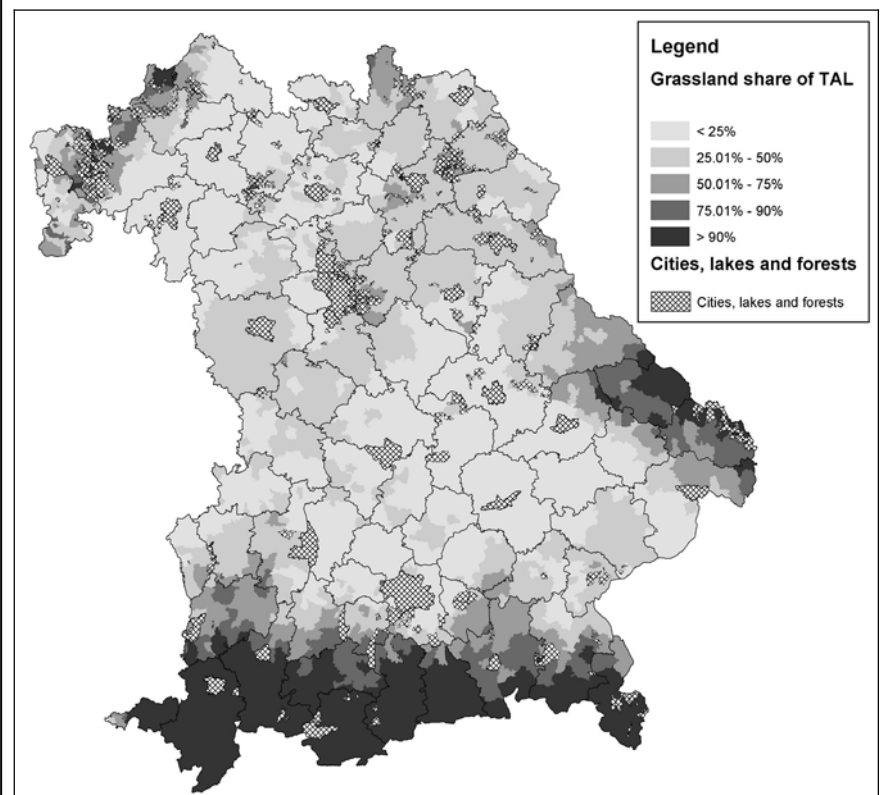 Legend
Grassland share of TAL
< 25%
25.01% - 50%
50.01% - 75%
75.01% - 90%
> 90%
Cities, lakes and forests
Cities, lakes and forests